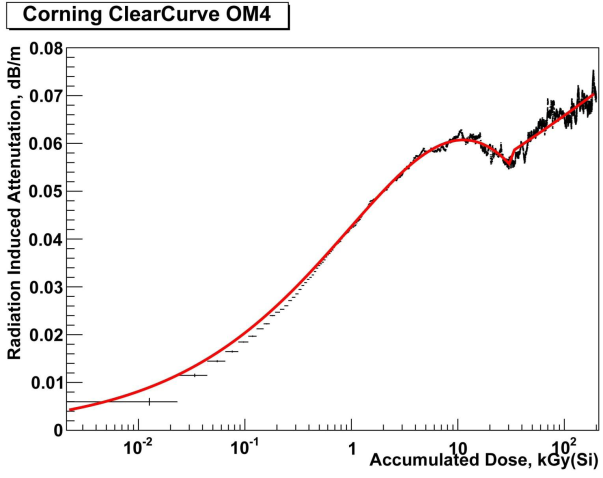 Corning ClearCurve OM4
Radiation Induced Attenutation, dB/m
0.08
0.07
0.06
0.05
0.04
0.03
0.02
0.01
0
10⁻² 10⁻¹ 1 10 10²
Accumulated Dose, kGy(Si)